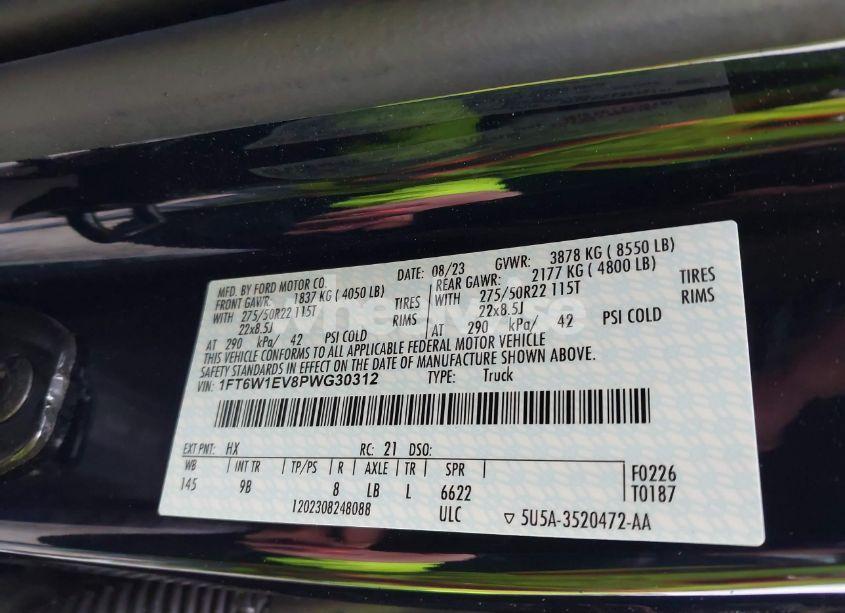 MFD. BY FORD MOTOR CO. DATE: 08/23 GVWR: 3878 KG ( 8550 LB)
FRONT GAWR: 1837 KG ( 4050 LB) REAR GAWR: 2177 KG ( 4800 LB)
WITH 275/50R22 115T TIRES WITH 275/50R22 115T TIRES
22x8.5J RIMS 22x8.5J RIMS
AT 290 kPa/ 42 PSI COLD AT 290 kPa/ 42 PSI COLD
THIS VEHICLE CONFORMS TO ALL APPLICABLE FEDERAL MOTOR VEHICLE
SAFETY STANDARDS IN EFFECT ON THE DATE OF MANUFACTURE SHOWN ABOVE.
VIN: 1FT6W1EV8PWG30312 TYPE: Truck
EXT PNT: HX RC: 21 DSO:
WB INT TR TP/PS R AXLE TR SPR F0226
145 9B 8 LB L 6622 T0187
1202308248088 ULC ▽ 5U5A-3520472-AA